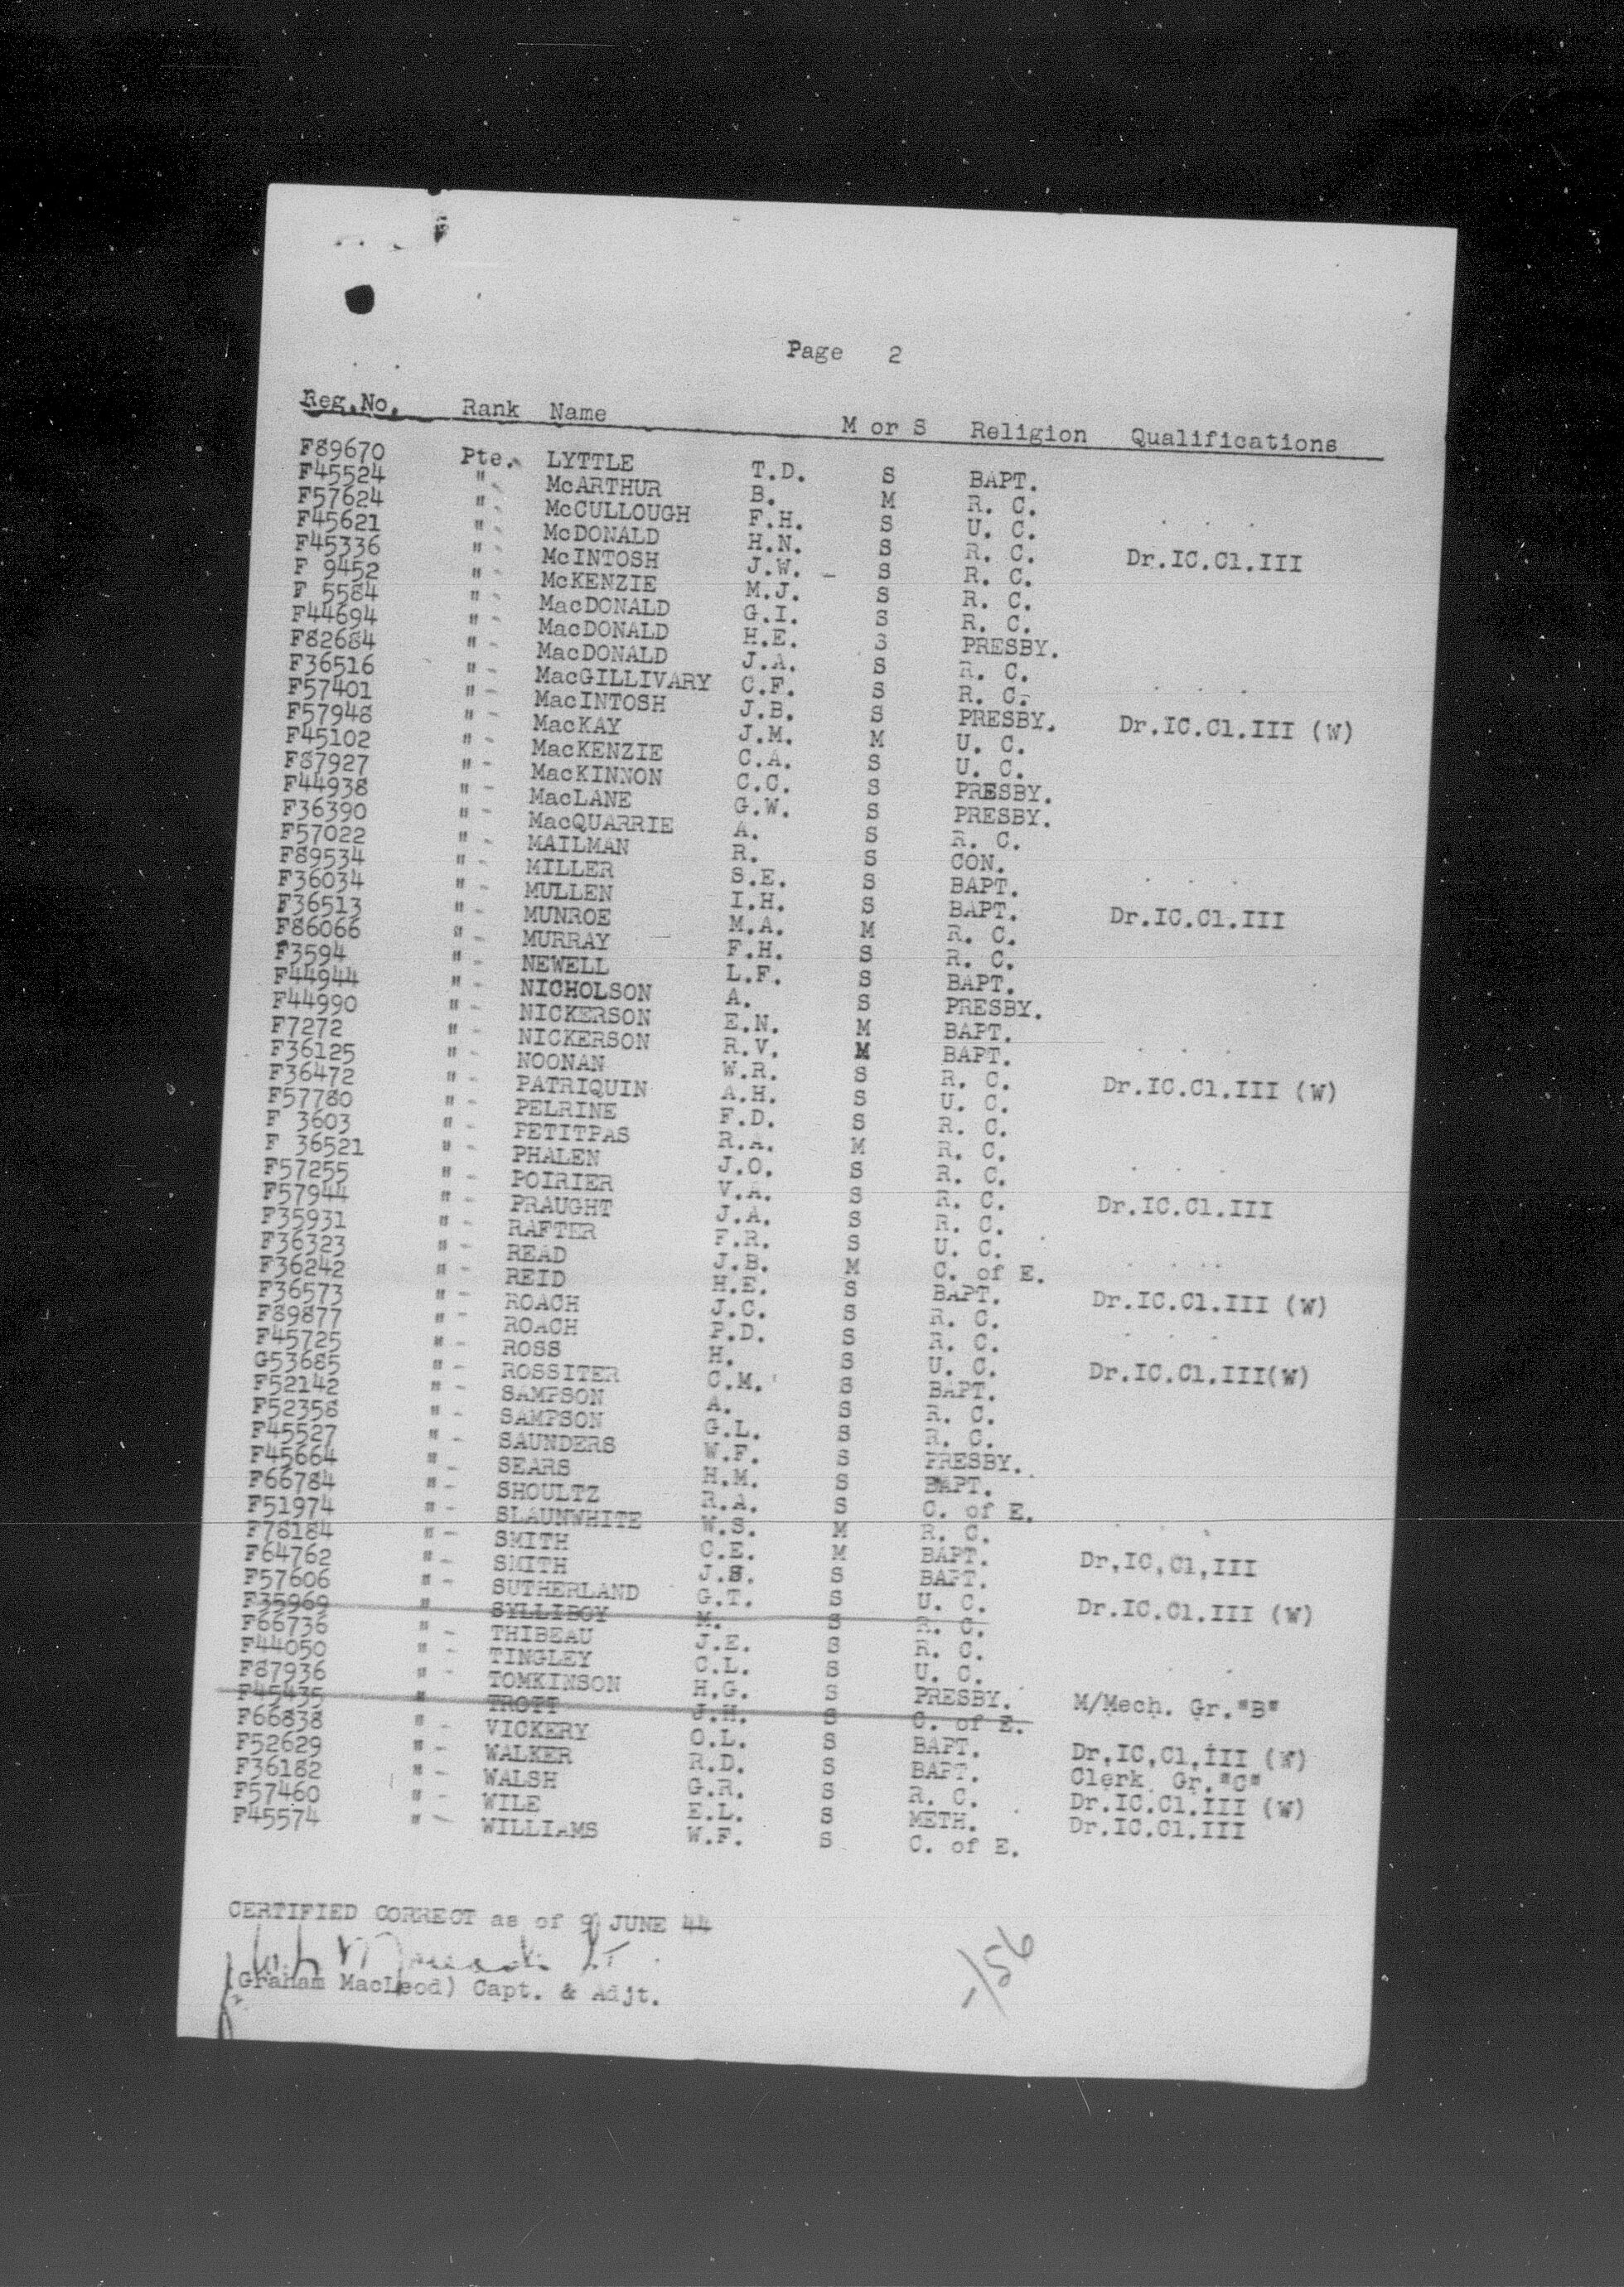 Page 2
Reg.No. Rank Name M or S Religion Qualifications
F89670 Pte. LYTTLE T.D. S BAPT.
F45524 " McARTHUR B. M R. C.
F57624 " McCULLOUGH F.H. S U. C.
F45621 " McDONALD H.N. S R. C. Dr.IC.Cl.III
F45336 " McINTOSH J.W. S R. C.
F 9452 " McKENZIE M.J. S R. C.
F 5584 " MacDONALD G.I. S R. C.
F44694 " MacDONALD H.E. S PRESBY.
F82684 " MacDONALD J.A. S R. C.
F36516 " MacGILLIVARY C.F. S R. C.
F57401 " MacINTOSH J.B. S PRESBY. Dr.IC.Cl.III (W)
F57948 " MacKAY J.M. M U. C.
F45102 " MacKENZIE C.A. S U. C.
F87927 " MacKINNON C.C. S PRESBY.
F44938 " MacLANE G.W. S PRESBY.
F36390 " MacQUARRIE A. S R. C.
F57022 " MAILMAN R. S CON.
F89534 " MILLER S.E. S BAPT.
F36034 " MULLEN I.H. S BAPT. Dr.IC.Cl.III
F36513 " MUNROE M.A. M R. C.
F86066 " MURRAY F.H. S R. C.
F3594 " NEWELL L.F. S BAPT.
F44944 " NICHOLSON A. S PRESBY.
F44990 " NICKERSON E.N. M BAPT.
F7272 " NICKERSON R.V. M BAPT.
F36125 " NOONAN W.R. S R. C. Dr.IC.Cl.III (W)
F36472 " PATRIQUIN A.H. S U. C.
F57780 " PELRINE F.D. S R. C.
F 3603 " PETITPAS R.A. M R. C.
F 36521 " PHALEN J.O. S R. C.
F57255 " POIRIER V.A. S R. C. Dr.IC.Cl.III
F57944 " PRAUGHT J.A. S R. C.
F35931 " RAFTER F.R. S U. C.
F36323 " READ J.B. M C. of E.
F36242 " REID H.E. S BAPT. Dr.IC.Cl.III (W)
F36573 " ROACH J.C. S R. C.
F89877 " ROACH P.D. S R. C.
F45725 " ROSS H. S U. C. Dr.IC.Cl.III(W)
G53685 " ROSSITER C.M. S BAPT.
F52142 " SAMPSON A. S R. C.
F52358 " SAMPSON G.L. S R. C.
F45527 " SAUNDERS W.F. S PRESBY.
F45664 " SEARS H.M. S BAPT.
F66784 " SHOULTZ R.A. S C. of E.
F51974 " SLAUNWHITE W.S. M R. C.
F78184 " SMITH C.E. M BAPT. Dr,IC,Cl,III
F64762 " SMITH J.S. S BAPT.
F57606 " SUTHERLAND G.T. S U. C. Dr.IC.Cl.III (W)
F35969 " SYLLIBOY M. S R. C.
F66736 " THIBEAU J.E. S R. C.
F44050 " TINGLEY C.L. S U. C.
F87936 " TOMKINSON H.G. S PRESBY. M/Mech. Gr."B"
F45435 " TROTT J.H. S C. of E.
F66838 " VICKERY O.L. S BAPT. Dr.IC.Cl.III (W)
F52629 " WALKER R.D. S BAPT. Clerk Gr."C"
F36182 " WALSH G.R. S R. C. Dr.IC.Cl.III (W)
F57460 " WILE E.L. S METH. Dr.IC.Cl.III
F45574 " WILLIAMS W.F. S C. of E.
CERTIFIED CORRECT as of 9 JUNE 44
(Graham MacLeod) Capt. & Adjt.
156